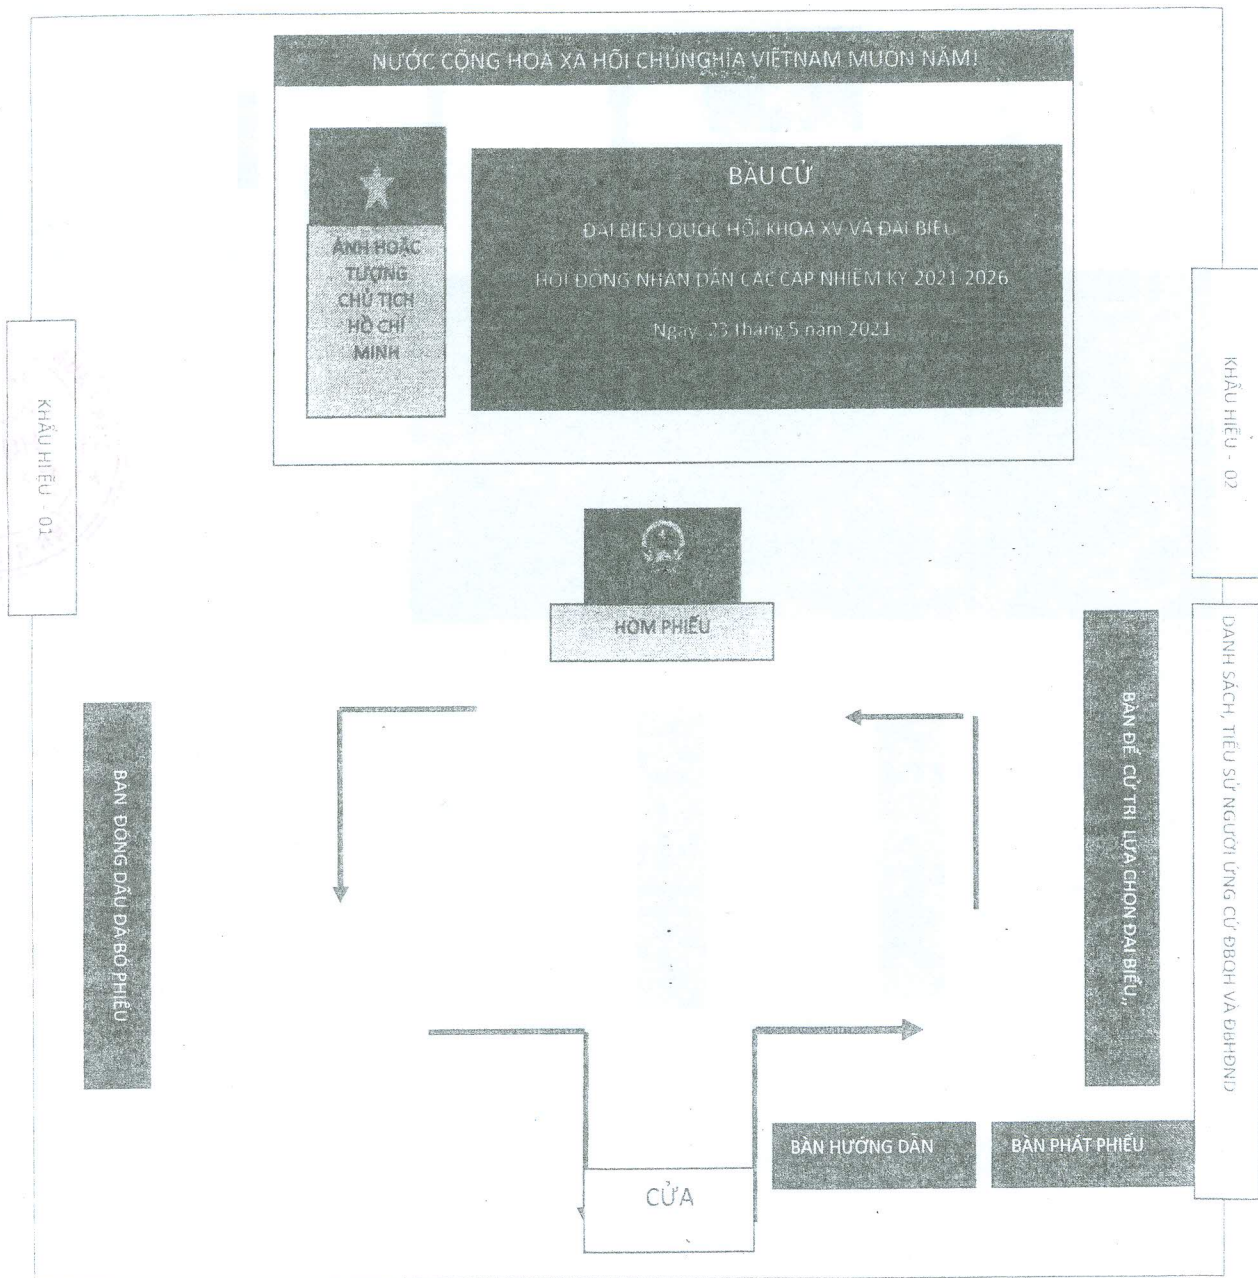 NƯỚC CỘNG HOÀ XÃ HỘI CHỦ NGHĨA VIỆT NAM MUÔN NĂM!
BẦU CỬ
ĐẠI BIỂU QUỐC HỘI KHOÁ XV VÀ ĐẠI BIỂU
HỘI ĐỒNG NHÂN DÂN CÁC CẤP NHIỆM KỲ 2021-2026
Ngày 23 tháng 5 năm 2021
ẢNH HOẶC
TƯỢNG
CHỦ TỊCH
HỒ CHÍ
MINH
KHẨU HIỆU - 01
KHẨU HIỆU - 02
HÒM PHIẾU
BÀN ĐÓNG DẤU ĐÃ BỎ PHIẾU
BÀN ĐỂ CỬ TRI LỰA CHỌN ĐẠI BIỂU,,
DANH SÁCH, TIỂU SỬ NGƯỜI ỨNG CỬ ĐBQH VÀ ĐBHĐND
BÀN HƯỚNG DẪN
BÀN PHÁT PHIẾU
CỬA